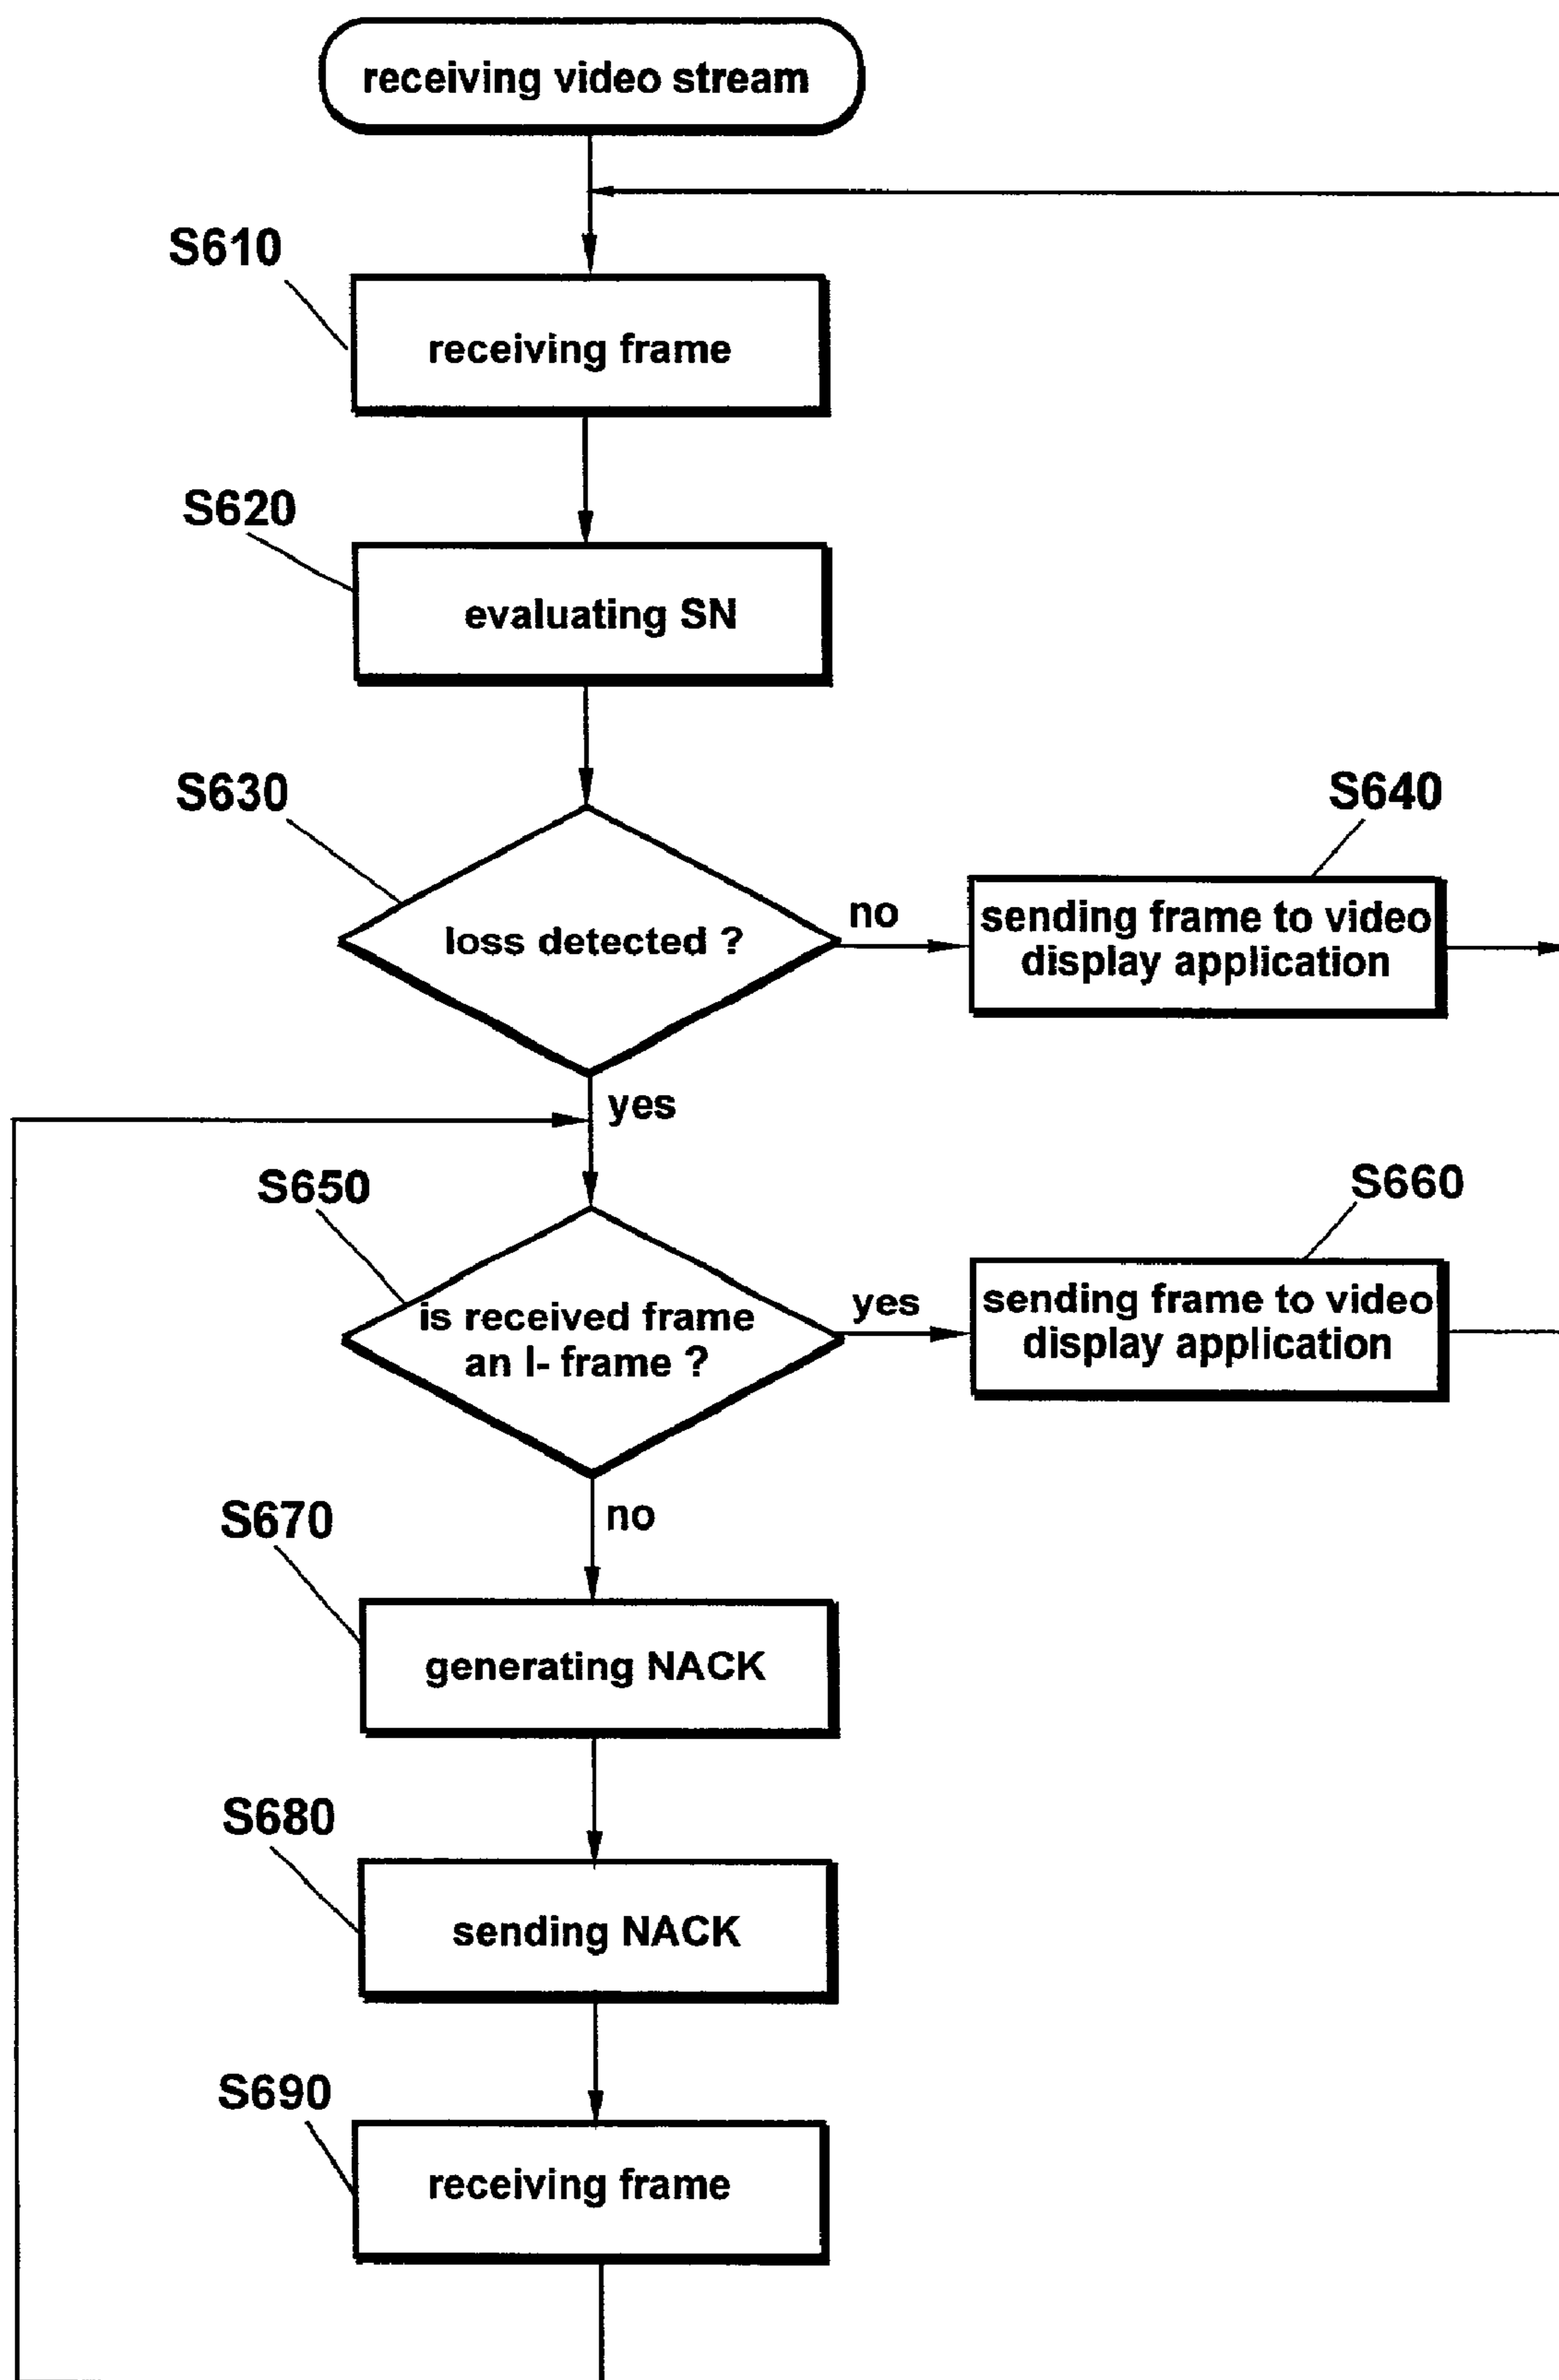 receiving video stream
S610
receiving frame
S620
evaluating SN
S630
loss detected ?
no
S640
sending frame to video
display application
yes
S650
is received frame
an I- frame ?
yes
S660
sending frame to video
display application
no
S670
generating NACK
S680
sending NACK
S690
receiving frame